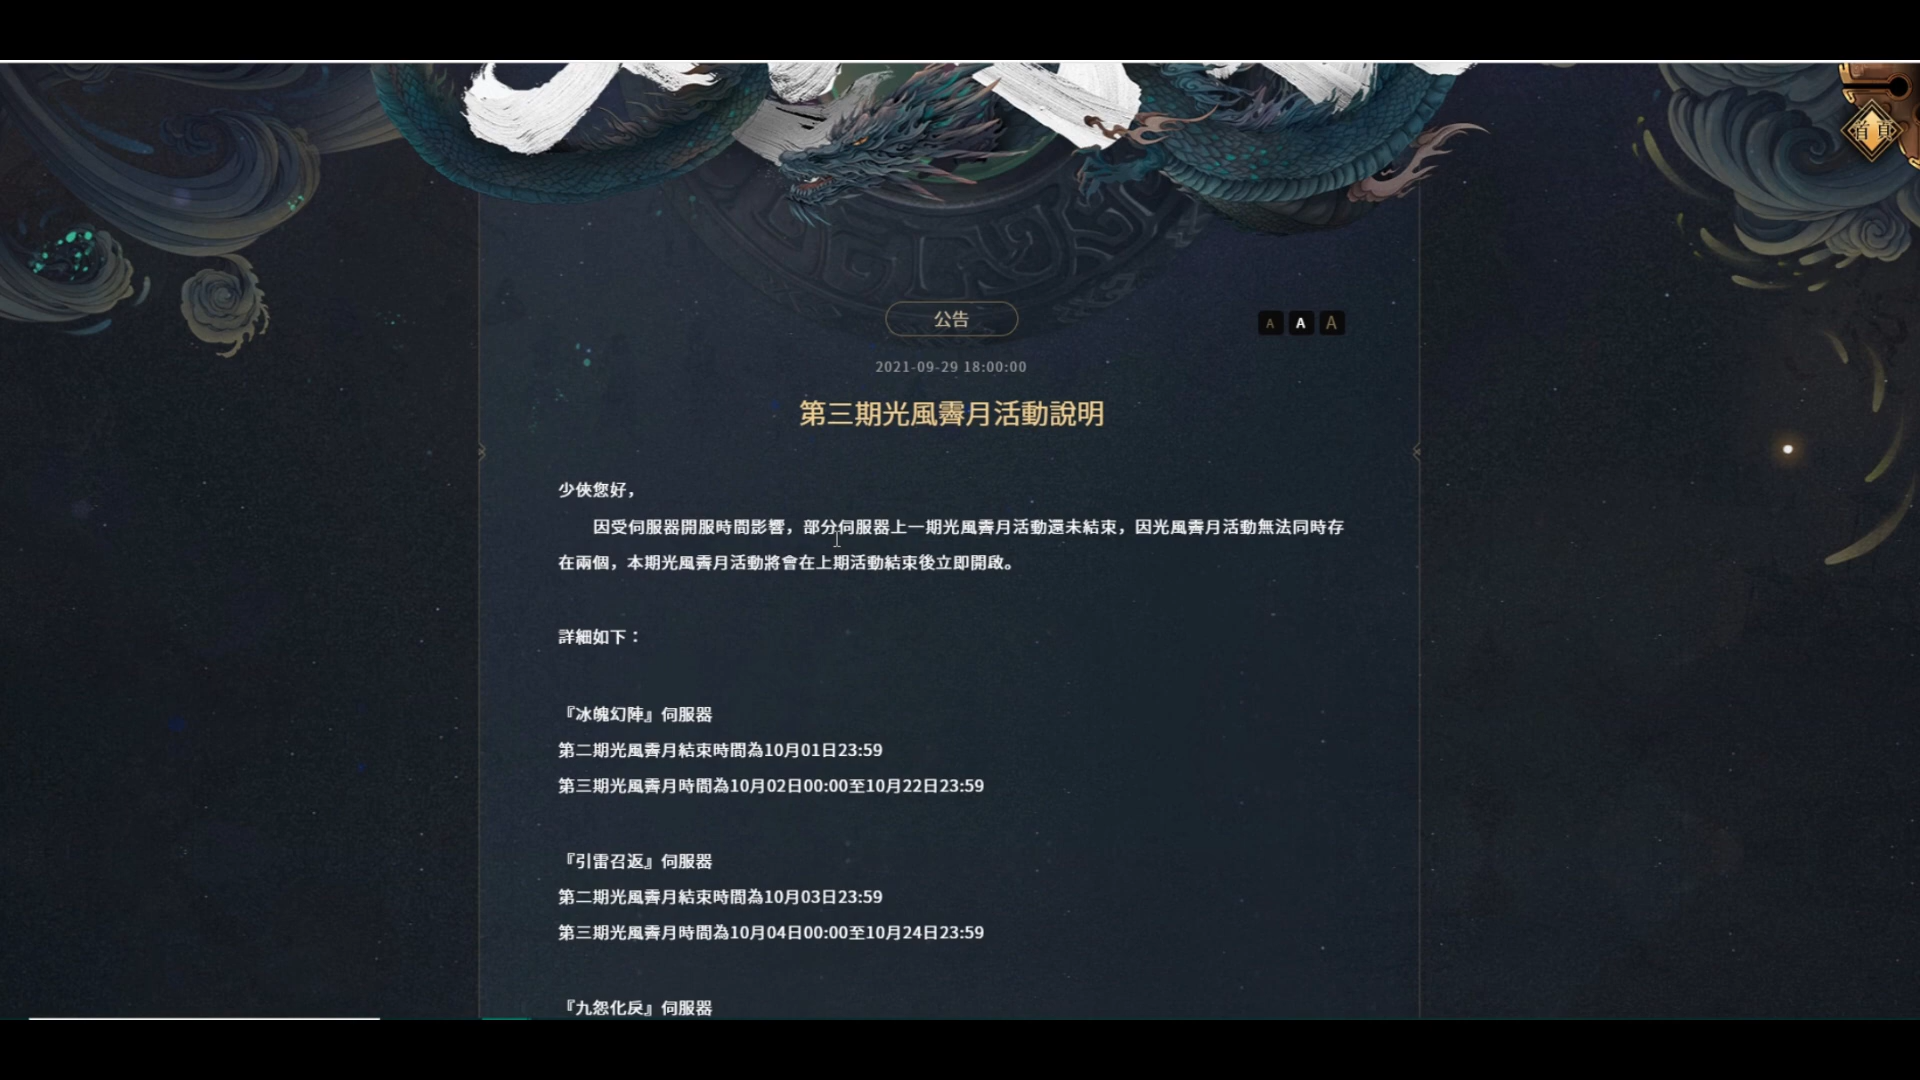 首頁
公告
A A A
2021-09-29 18:00:00
第三期光風霽月活動說明
少俠您好，
因受伺服器開服時間影響，部分伺服器上一期光風霽月活動還未結束，因光風霽月活動無法同時存
在兩個，本期光風霽月活動將會在上期活動結束後立即開啟。
詳細如下：
『冰魄幻陣』伺服器
第二期光風霽月結束時間為10月01日23:59
第三期光風霽月時間為10月02日00:00至10月22日23:59
『引雷召返』伺服器
第二期光風霽月結束時間為10月03日23:59
第三期光風霽月時間為10月04日00:00至10月24日23:59
『九怨化戾』伺服器